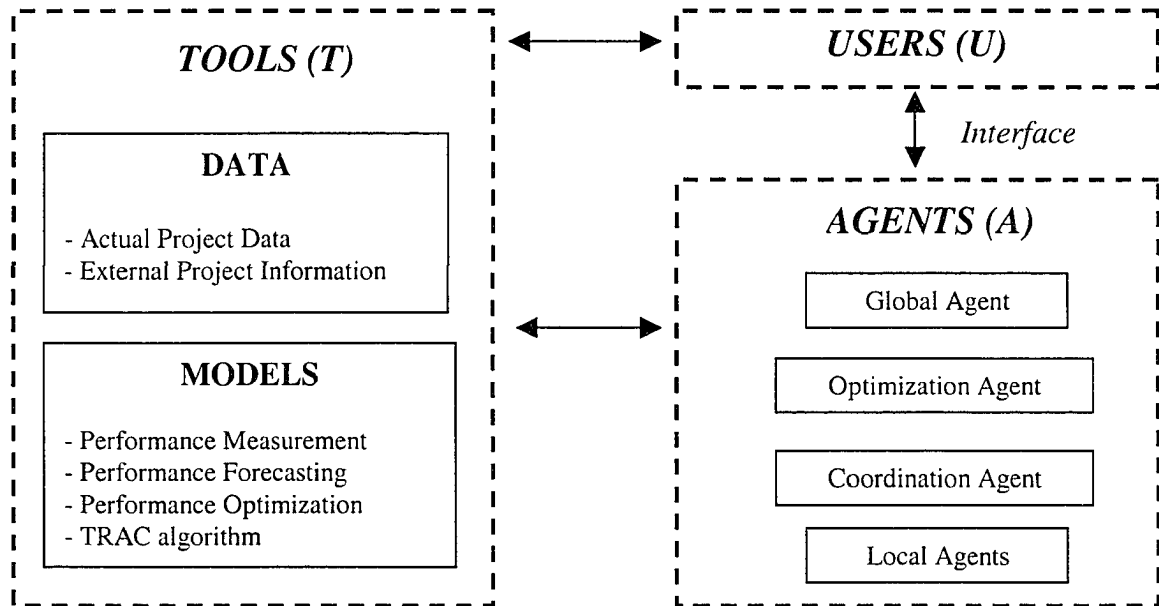 TOOLS (T)
DATA
- Actual Project Data
- External Project Information
MODELS
- Performance Measurement
- Performance Forecasting
- Performance Optimization
- TRAC algorithm
USERS (U)
Interface
AGENTS (A)
Global Agent
Optimization Agent
Coordination Agent
Local Agents